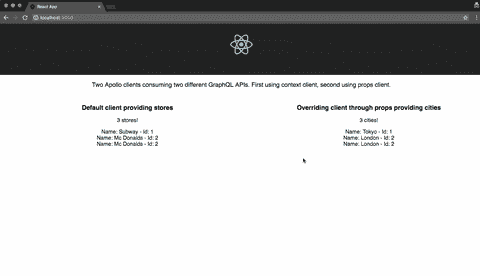 React App
localhost
Two Apollo clients consuming two different GraphQL APIs. First using context client, second using props client.
Default client providing stores
3 stores!
Name: Subway - Id: 1
Name: Mc Donalds - Id: 2
Name: Mc Donalds - Id: 2
Overriding client through props providing cities
3 cities!
Name: Tokyo - Id: 1
Name: London - Id: 2
Name: London - Id: 2